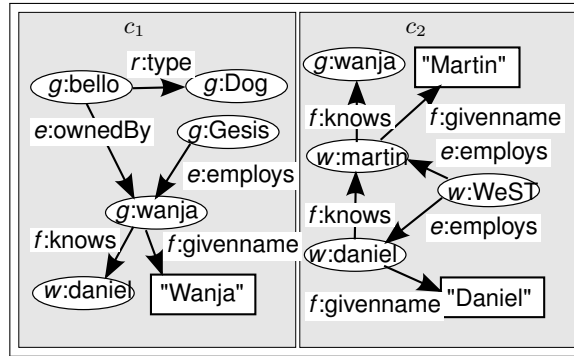 c1
r:type
g:bello
g:Dog
e:ownedBy
g:Gesis
e:employs
g:wanja
f:knows
f:givenname
w:daniel
"Wanja"
c2
g:wanja
"Martin"
f:knows
f:givenname
w:martin
e:employs
w:WeST
f:knows
e:employs
w:daniel
f:givenname
"Daniel"